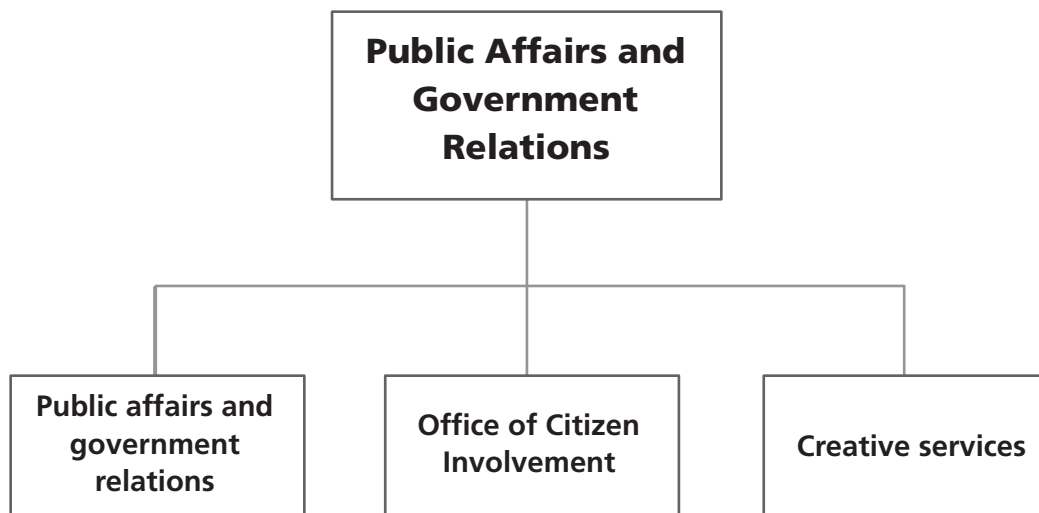 Public Affairs and
Government
Relations
Public affairs and
government
relations
Office of Citizen
Involvement
Creative services